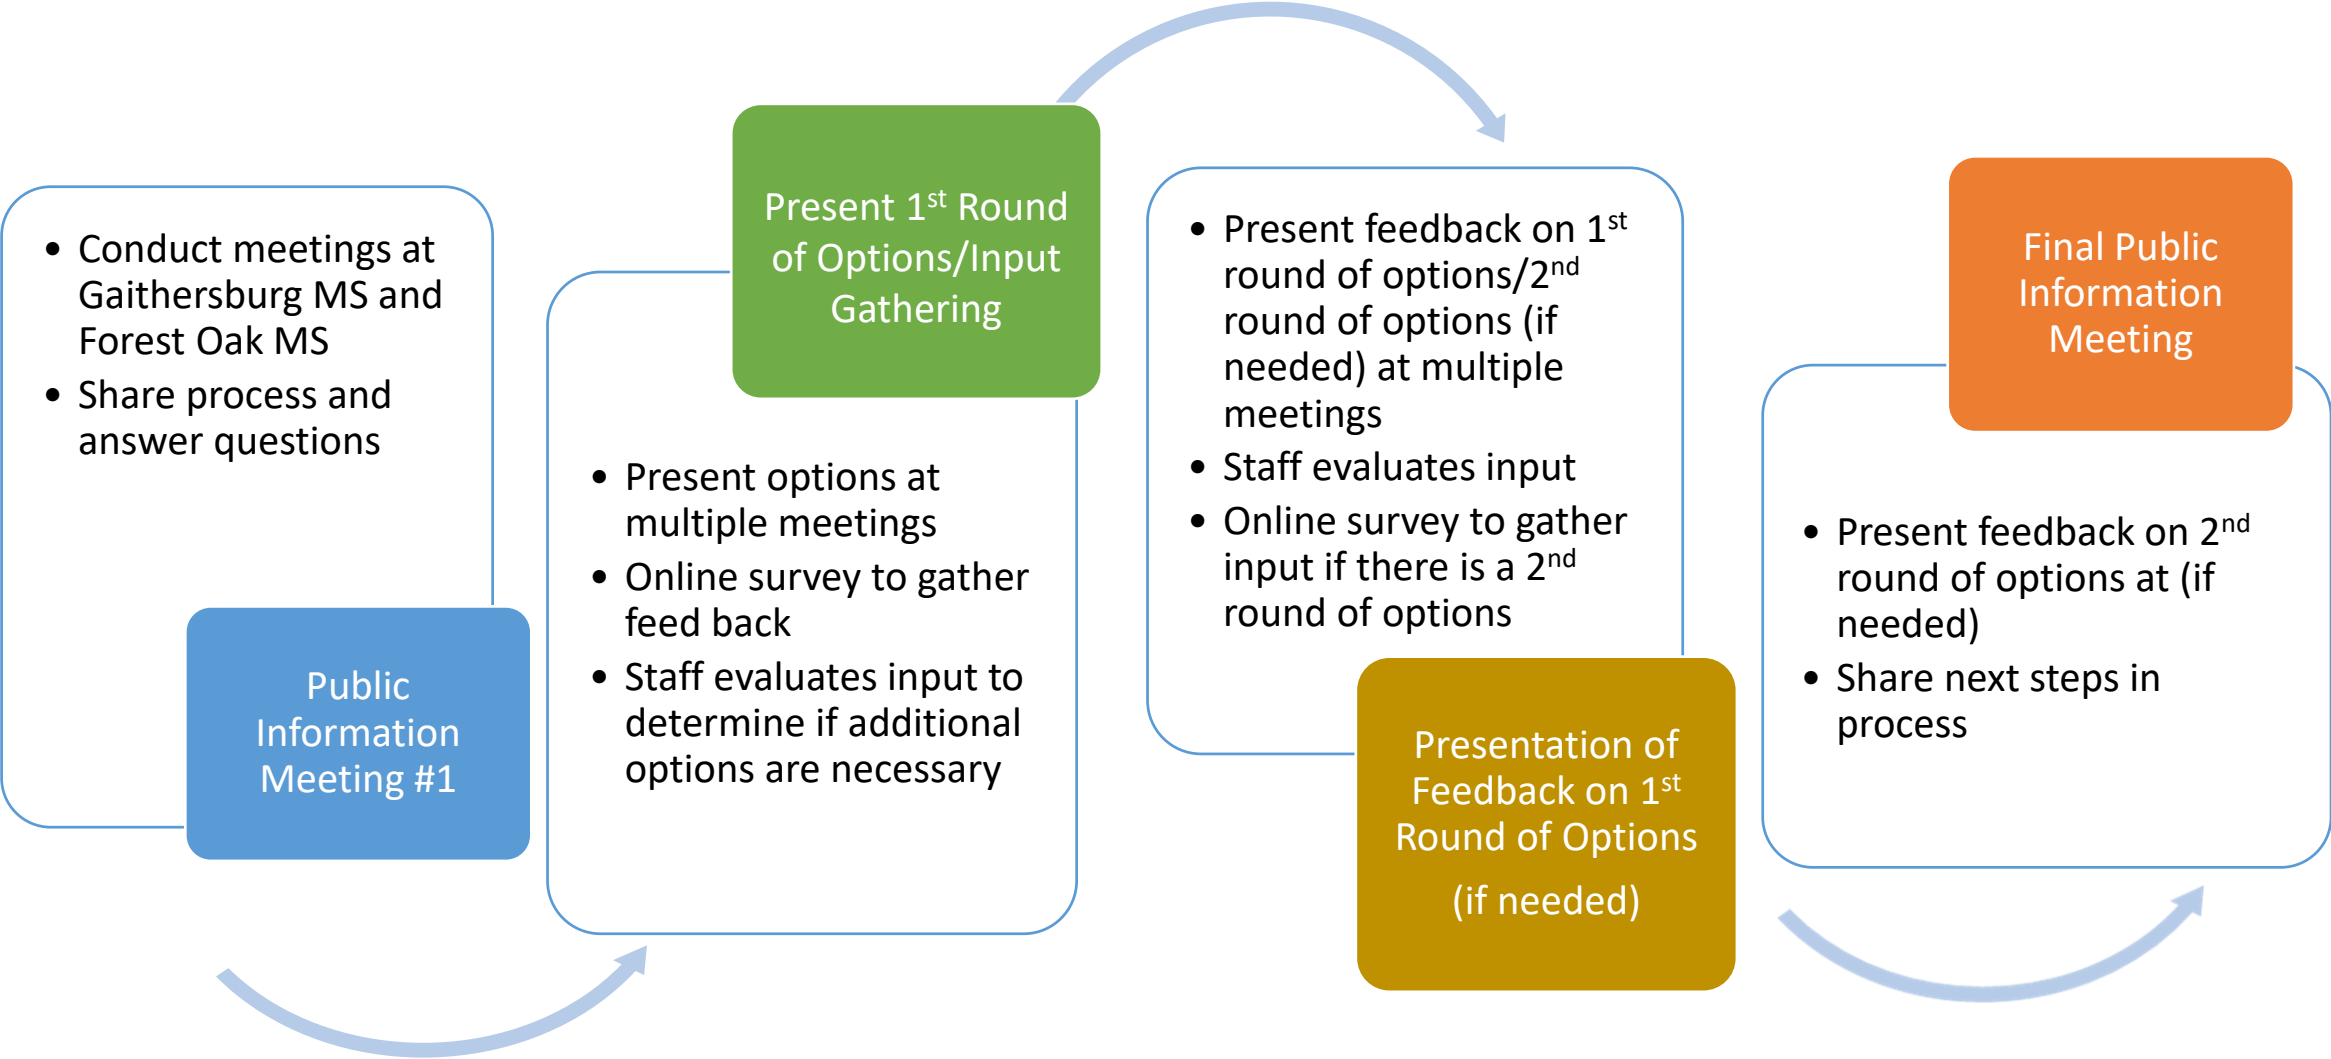 • Conduct meetings at
Gaithersburg MS and
Forest Oak MS
• Share process and
answer questions
Public
Information
Meeting #1
Present 1st Round
of Options/Input
Gathering
• Present options at
multiple meetings
• Online survey to gather
feed back
• Staff evaluates input to
determine if additional
options are necessary
• Present feedback on 1st
round of options/2nd
round of options (if
needed) at multiple
meetings
• Staff evaluates input
• Online survey to gather
input if there is a 2nd
round of options
Presentation of
Feedback on 1st
Round of Options
(if needed)
Final Public
Information
Meeting
• Present feedback on 2nd
round of options at (if
needed)
• Share next steps in
process